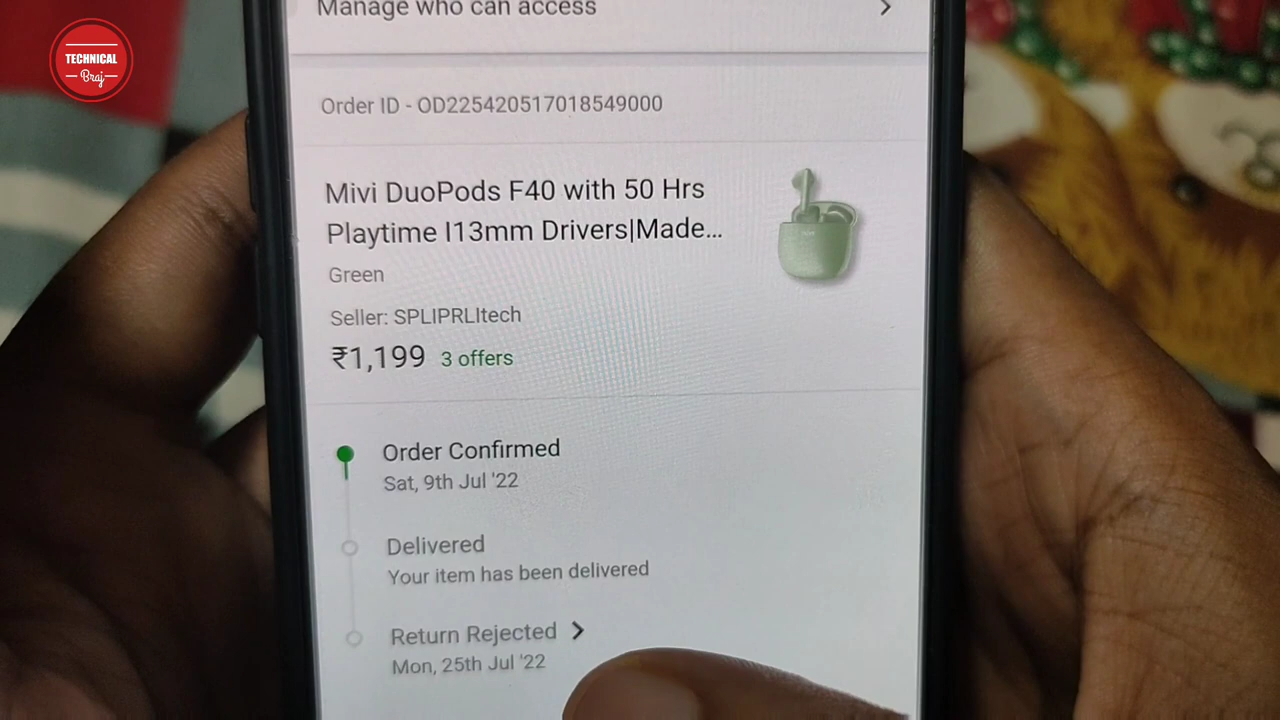 TECHNICAL
Braj
Manage who can access
Order ID - OD225420517018549000
Mivi DuoPods F40 with 50 Hrs
Playtime I13mm Drivers|Made...
Green
Seller: SPLIPRLItech
₹1,199 3 offers
Order Confirmed
Sat, 9th Jul '22
Delivered
Your item has been delivered
Return Rejected
Mon, 25th Jul '22